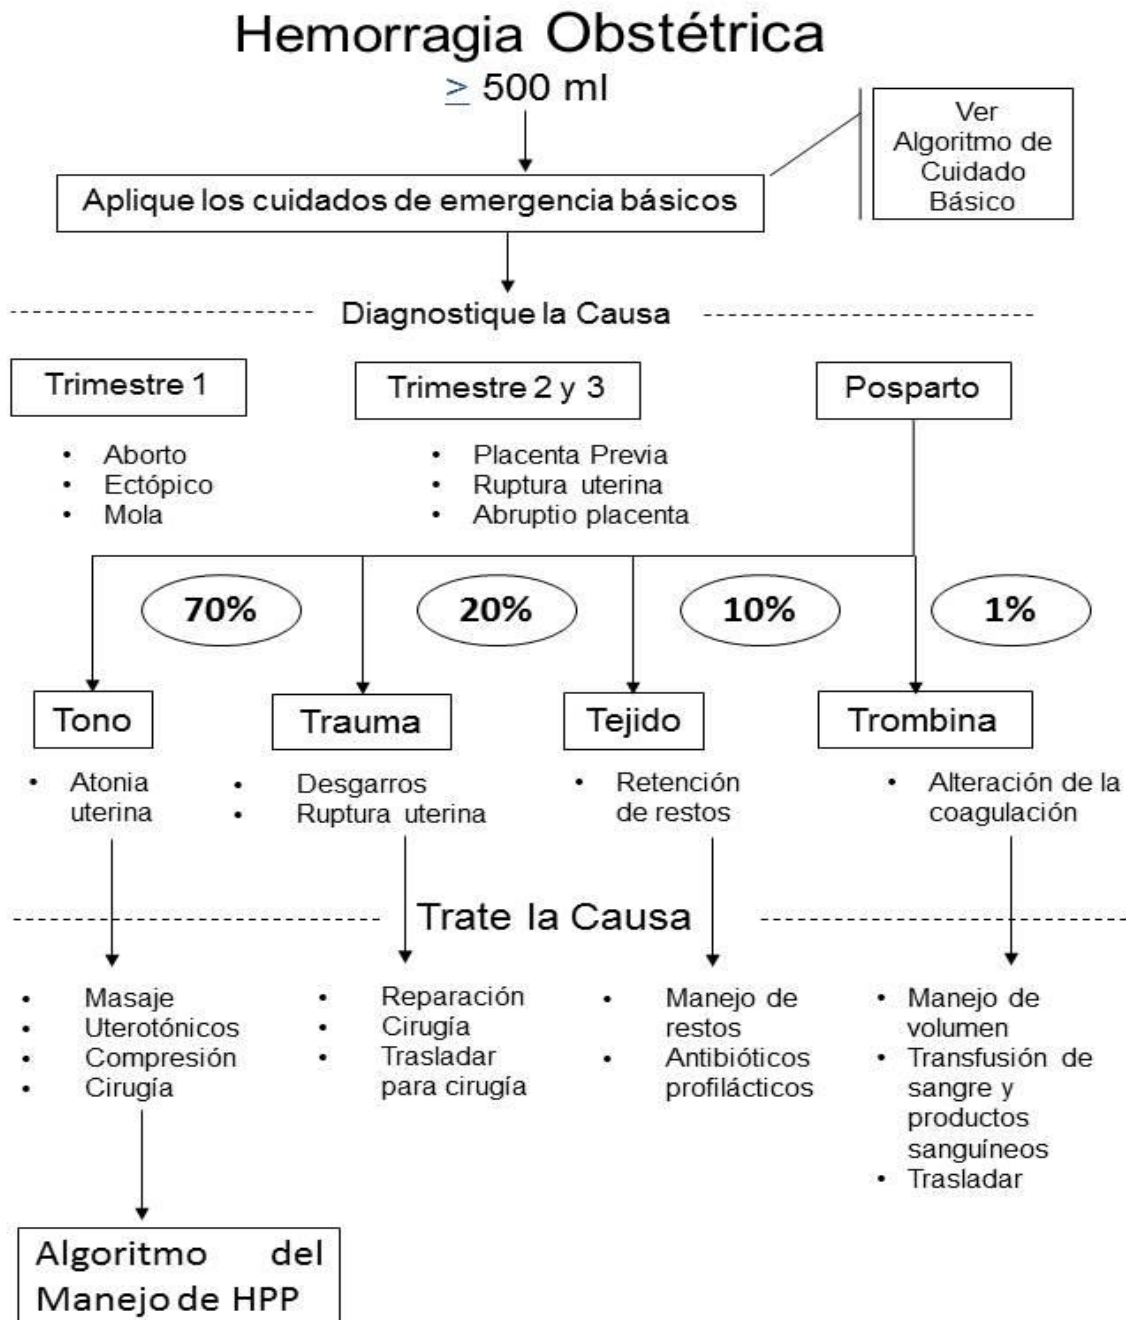 Hemorragia Obstétrica
≥ 500 ml
Ver
Algoritmo de
Cuidado
Básico
Aplique los cuidados de emergencia básicos
Diagnostique la Causa
Trimestre 1
Trimestre 2 y 3
Posparto
• Aborto
• Ectópico
• Mola
• Placenta Previa
• Ruptura uterina
• Abruptio placenta
70%
20%
10%
1%
Tono
Trauma
Tejido
Trombina
• Atonia
uterina
• Desgarros
• Ruptura uterina
• Retención
de restos
• Alteración de la
coagulación
Trate la Causa
• Masaje
• Uterotónicos
• Compresión
• Cirugía
• Reparación
• Cirugía
• Trasladar
para cirugía
• Manejo de
restos
• Antibióticos
profilácticos
• Manejo de
volumen
• Transfusión de
sangre y
productos
sanguíneos
• Trasladar
Algoritmo del
Manejo de HPP